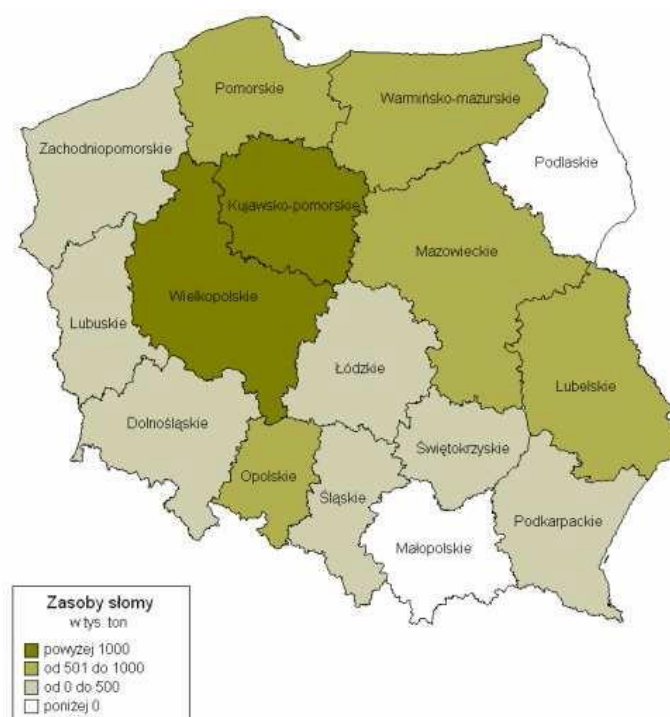 Pomorskie
Warmińsko-mazurskie
Zachodniopomorskie
Podlaskie
Kujawsko-pomorskie
Mazowieckie
Wielkopolskie
Lubuskie
Łódzkie
Lubelskie
Dolnośląskie
Świętokrzyskie
Opolskie
Śląskie
Podkarpackie
Małopolskie
Zasoby słomy
w tys ton
powyżej 1000
od 501 do 1000
od 0 do 500
poniżej 0